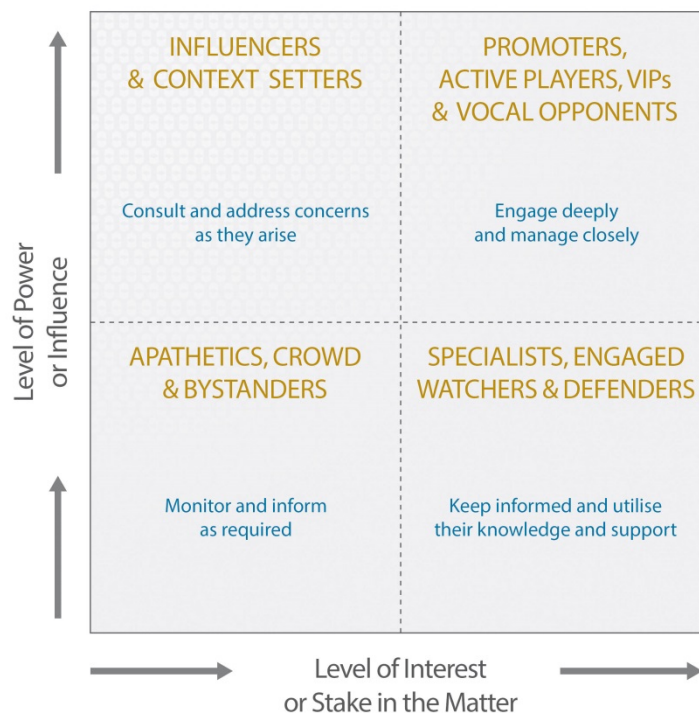 INFLUENCERS
& CONTEXT SETTERS
Consult and address concerns
as they arise
PROMOTERS,
ACTIVE PLAYERS, VIPs
& VOCAL OPPONENTS
Engage deeply
and manage closely
Level of Power
or Influence
APATHETICS, CROWD
& BYSTANDERS
Monitor and inform
as required
SPECIALISTS, ENGAGED
WATCHERS & DEFENDERS
Keep informed and utilise
their knowledge and support
Level of Interest
or Stake in the Matter